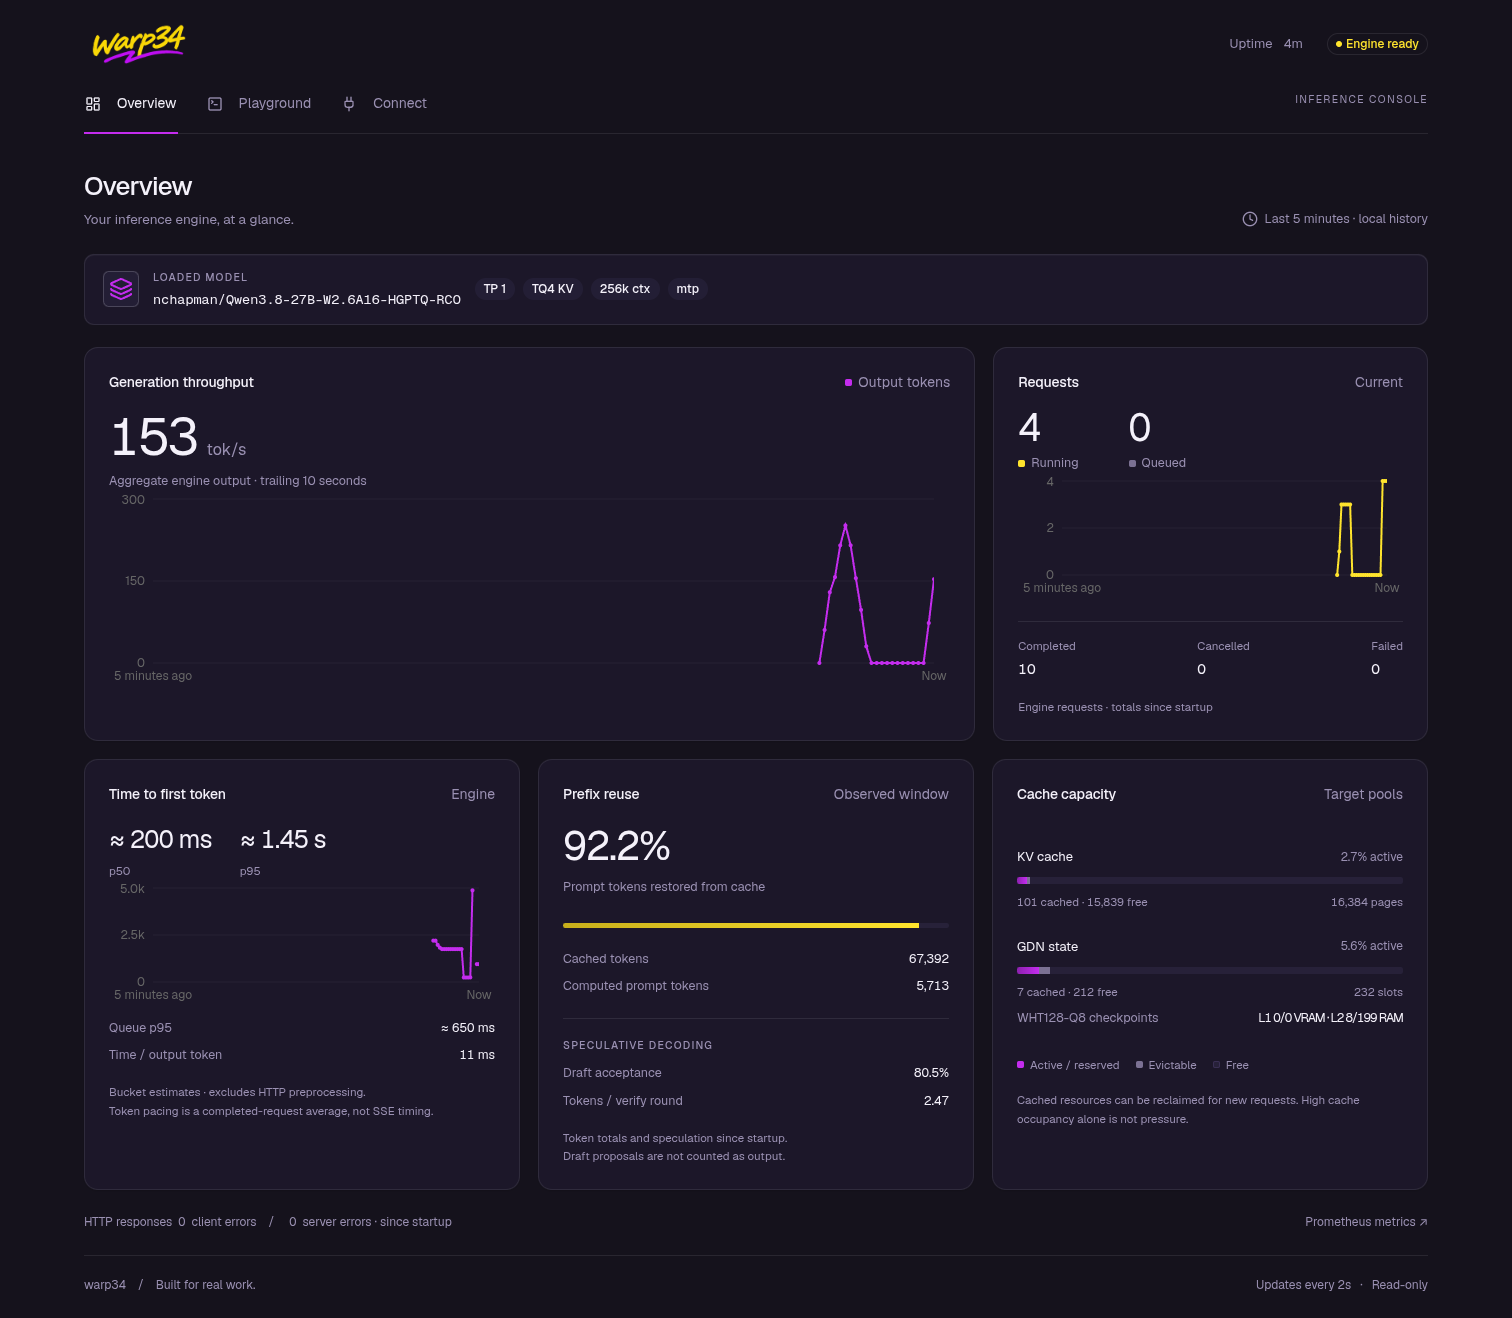 Warp34
Uptime 4m
Engine ready
Overview
Playground
Connect
INFERENCE CONSOLE
Overview
Your inference engine, at a glance.
Last 5 minutes · local history
LOADED MODEL
nchapman/Qwen3.8-27B-W2.6A16-HGPTQ-RCO
TP 1
TQ4 KV
256k ctx
mtp
Generation throughput
Output tokens
153 tok/s
Aggregate engine output · trailing 10 seconds
300
150
0
5 minutes ago
Now
Requests
Current
4
0
Running
Queued
4
2
0
5 minutes ago
Now
Completed
Cancelled
Failed
10
0
0
Engine requests · totals since startup
Time to first token
Engine
≈ 200 ms
≈ 1.45 s
p50
p95
5.0k
2.5k
0
5 minutes ago
Now
Queue p95
≈ 650 ms
Time / output token
11 ms
Bucket estimates · excludes HTTP preprocessing.
Token pacing is a completed-request average, not SSE timing.
Prefix reuse
Observed window
92.2%
Prompt tokens restored from cache
Cached tokens
67,392
Computed prompt tokens
5,713
SPECULATIVE DECODING
Draft acceptance
80.5%
Tokens / verify round
2.47
Token totals and speculation since startup.
Draft proposals are not counted as output.
Cache capacity
Target pools
KV cache
2.7% active
101 cached · 15,839 free
16,384 pages
GDN state
5.6% active
7 cached · 212 free
232 slots
WHT128-Q8 checkpoints
L1 0/0 VRAM · L2 8/199 RAM
Active / reserved
Evictable
Free
Cached resources can be reclaimed for new requests. High cache
occupancy alone is not pressure.
HTTP responses 0 client errors / 0 server errors · since startup
Prometheus metrics ↗
warp34 / Built for real work.
Updates every 2s · Read-only